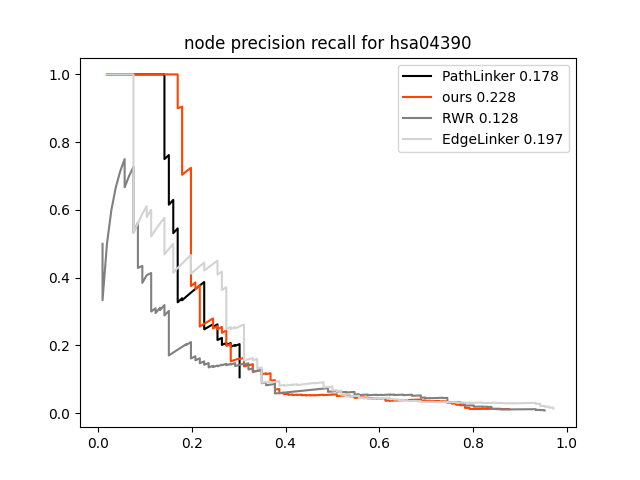 node precision recall for hsa04390
PathLinker 0.178
ours 0.228
RWR 0.128
EdgeLinker 0.197
1.0
0.8
0.6
0.4
0.2
0.0
0.0 0.2 0.4 0.6 0.8 1.0